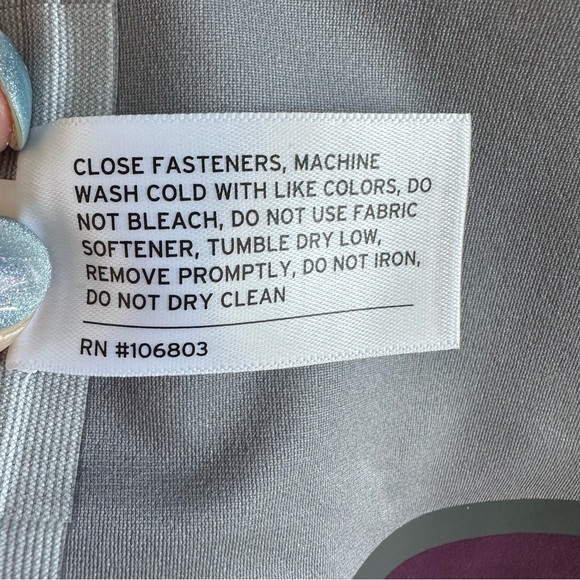 CLOSE FASTENERS, MACHINE
WASH COLD WITH LIKE COLORS, DO
NOT BLEACH, DO NOT USE FABRIC
SOFTENER, TUMBLE DRY LOW,
REMOVE PROMPTLY, DO NOT IRON,
DO NOT DRY CLEAN
RN #106803